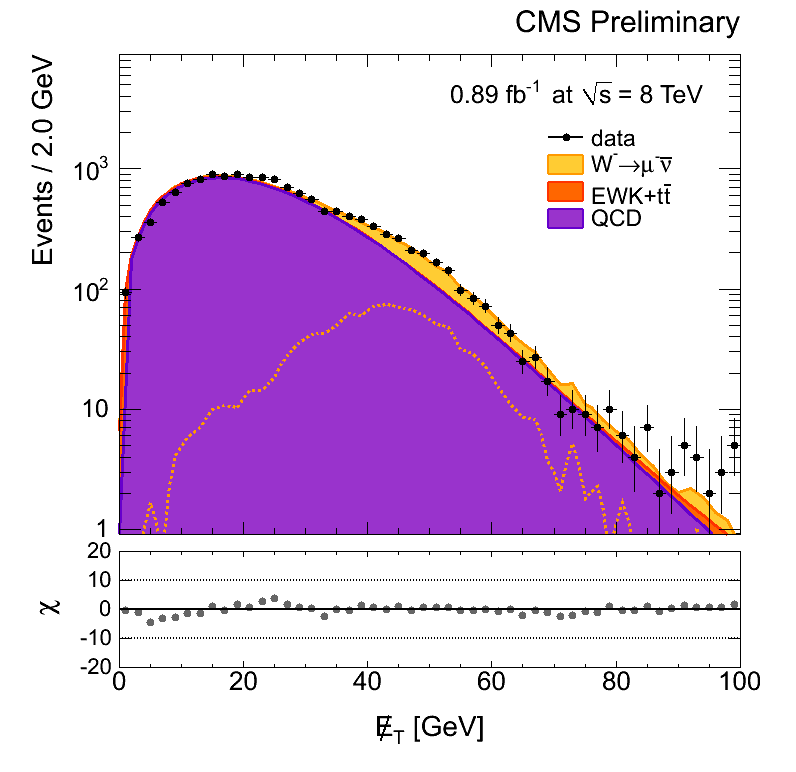 CMS Preliminary
0.89 fb⁻¹ at √s = 8 TeV
data
W⁻→μ⁻ν̅
EWK+tt̅
QCD
Events / 2.0 GeV
10³
10²
10
1
20
10
0
-10
-20
χ
0 20 40 60 80 100
E̸_T [GeV]